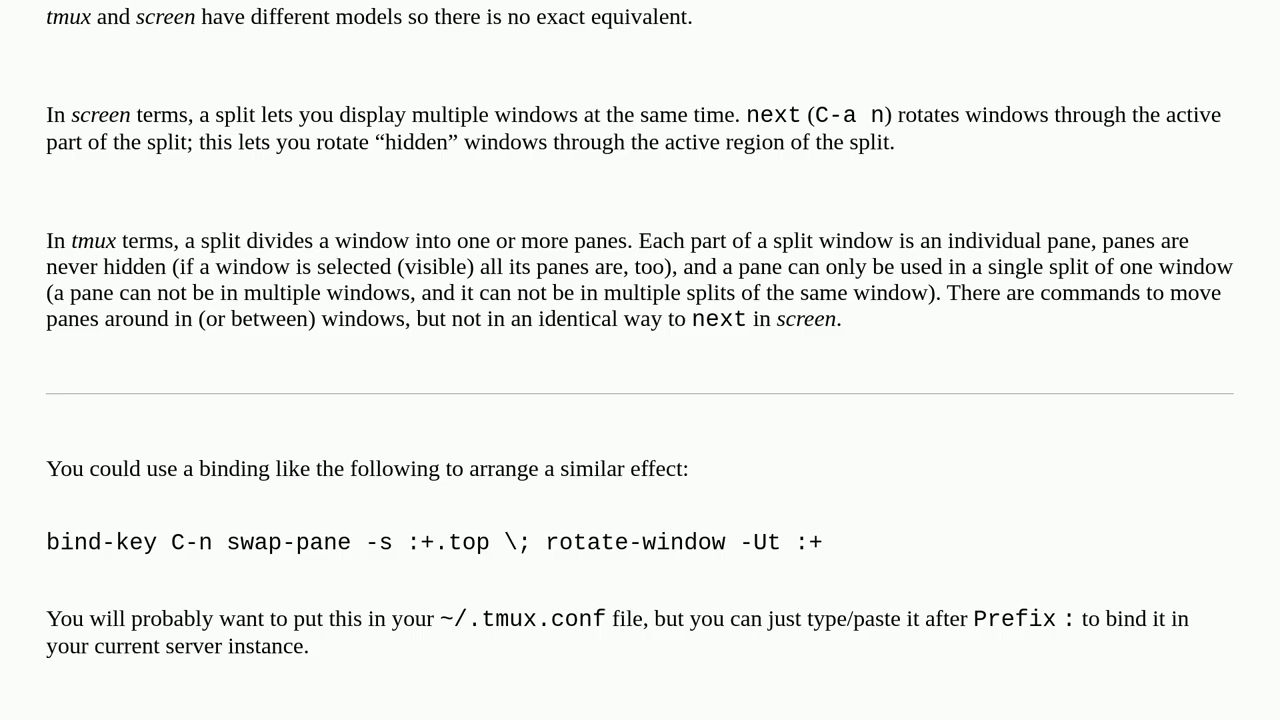 tmux and screen have different models so there is no exact equivalent.
In screen terms, a split lets you display multiple windows at the same time. next (C-a n) rotates windows through the active
part of the split; this lets you rotate “hidden” windows through the active region of the split.
In tmux terms, a split divides a window into one or more panes. Each part of a split window is an individual pane, panes are
never hidden (if a window is selected (visible) all its panes are, too), and a pane can only be used in a single split of one window
(a pane can not be in multiple windows, and it can not be in multiple splits of the same window). There are commands to move
panes around in (or between) windows, but not in an identical way to next in screen.
You could use a binding like the following to arrange a similar effect:
bind-key C-n swap-pane -s :+.top \; rotate-window -Ut :+
You will probably want to put this in your ~/.tmux.conf file, but you can just type/paste it after Prefix : to bind it in
your current server instance.